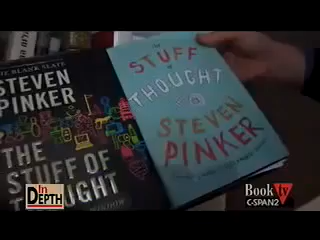 THE BLANK SLATE
STEVEN
PINKER
THE
STUFF OF
THOUGHT
THE
STUFF
OF
THOUGHT
STEVEN
PINKER
In
DEPTH
Book tv
C-SPAN2